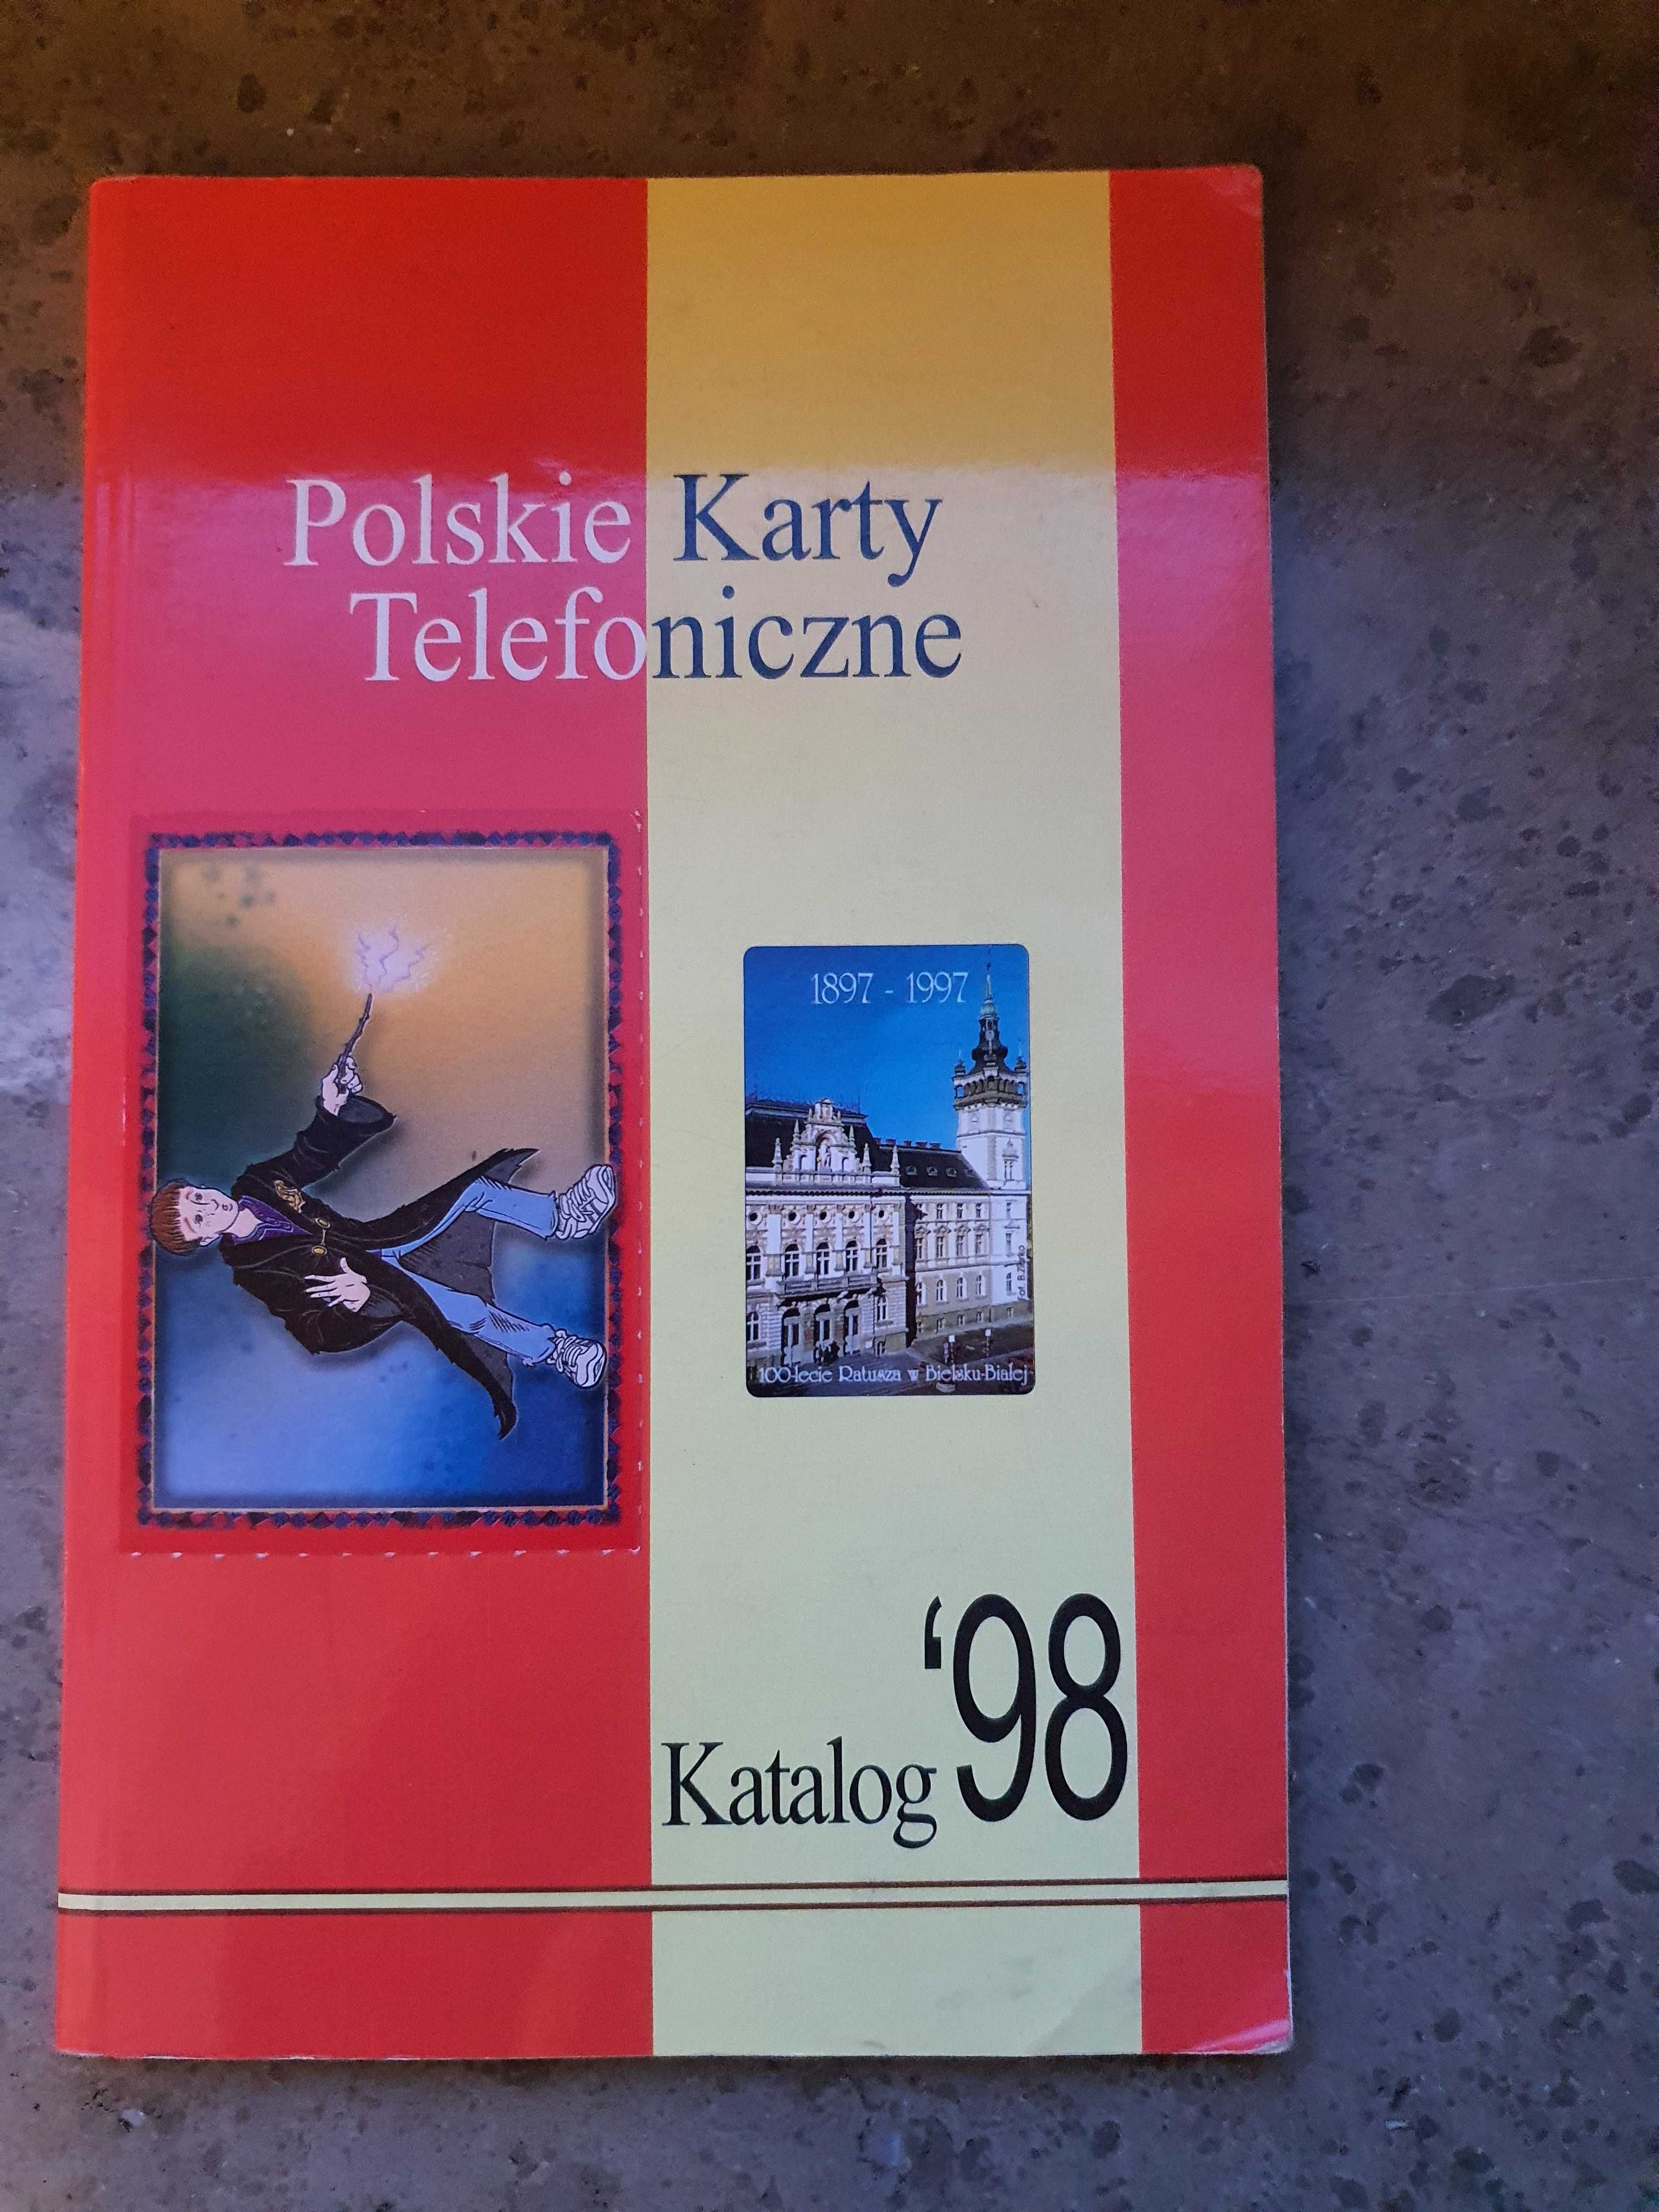 Polskie Karty
Telefoniczne
1897 - 1997
100-lecie Ratusza w Bielsku-Białej
'98
Katalog